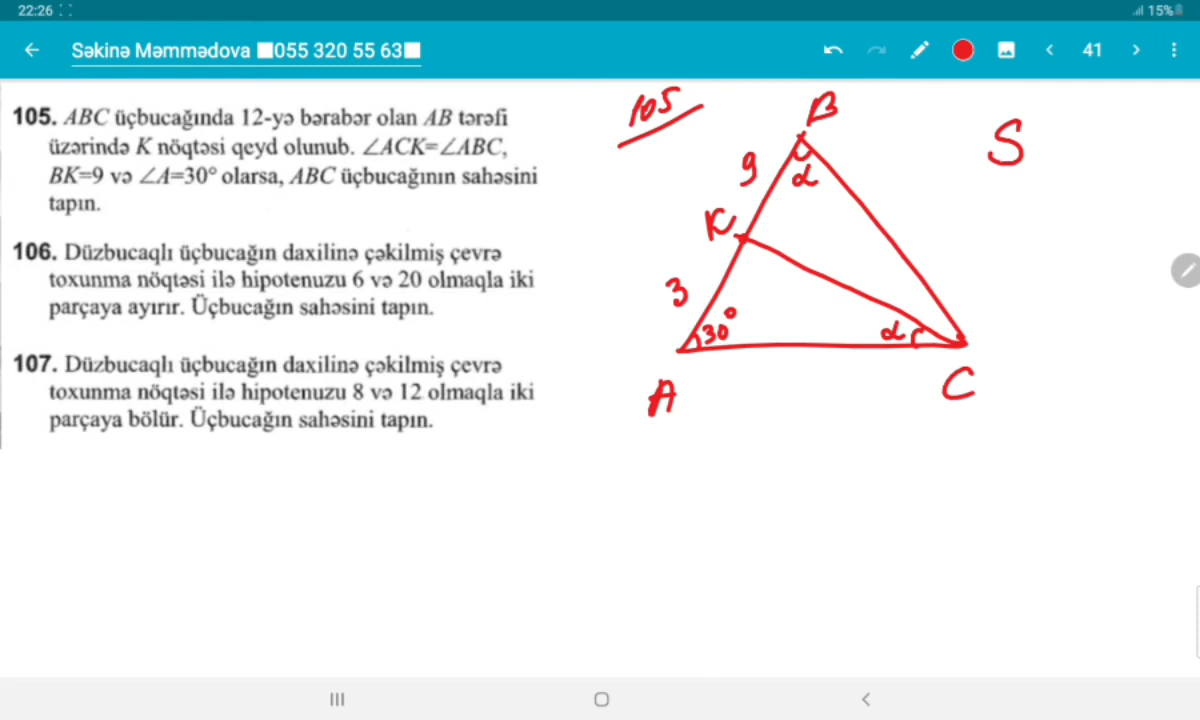 22:26
15%
Səkinə Məmmədova ■055 320 55 63■
41
105. ABC üçbucağında 12-yə bərabər olan AB tərəfi
üzərində K nöqtəsi qeyd olunub. ∠ACK=∠ABC,
BK=9 və ∠A=30° olarsa, ABC üçbucağının sahəsini
tapın.
106. Düzbucaqlı üçbucağın daxilinə çəkilmiş çevrə
toxunma nöqtəsi ilə hipotenuzu 6 və 20 olmaqla iki
parçaya ayırır. Üçbucağın sahəsini tapın.
107. Düzbucaqlı üçbucağın daxilinə çəkilmiş çevrə
toxunma nöqtəsi ilə hipotenuzu 8 və 12 olmaqla iki
parçaya bölür. Üçbucağın sahəsini tapın.
105
B
S
9
α
K
3
30°
α
A
C